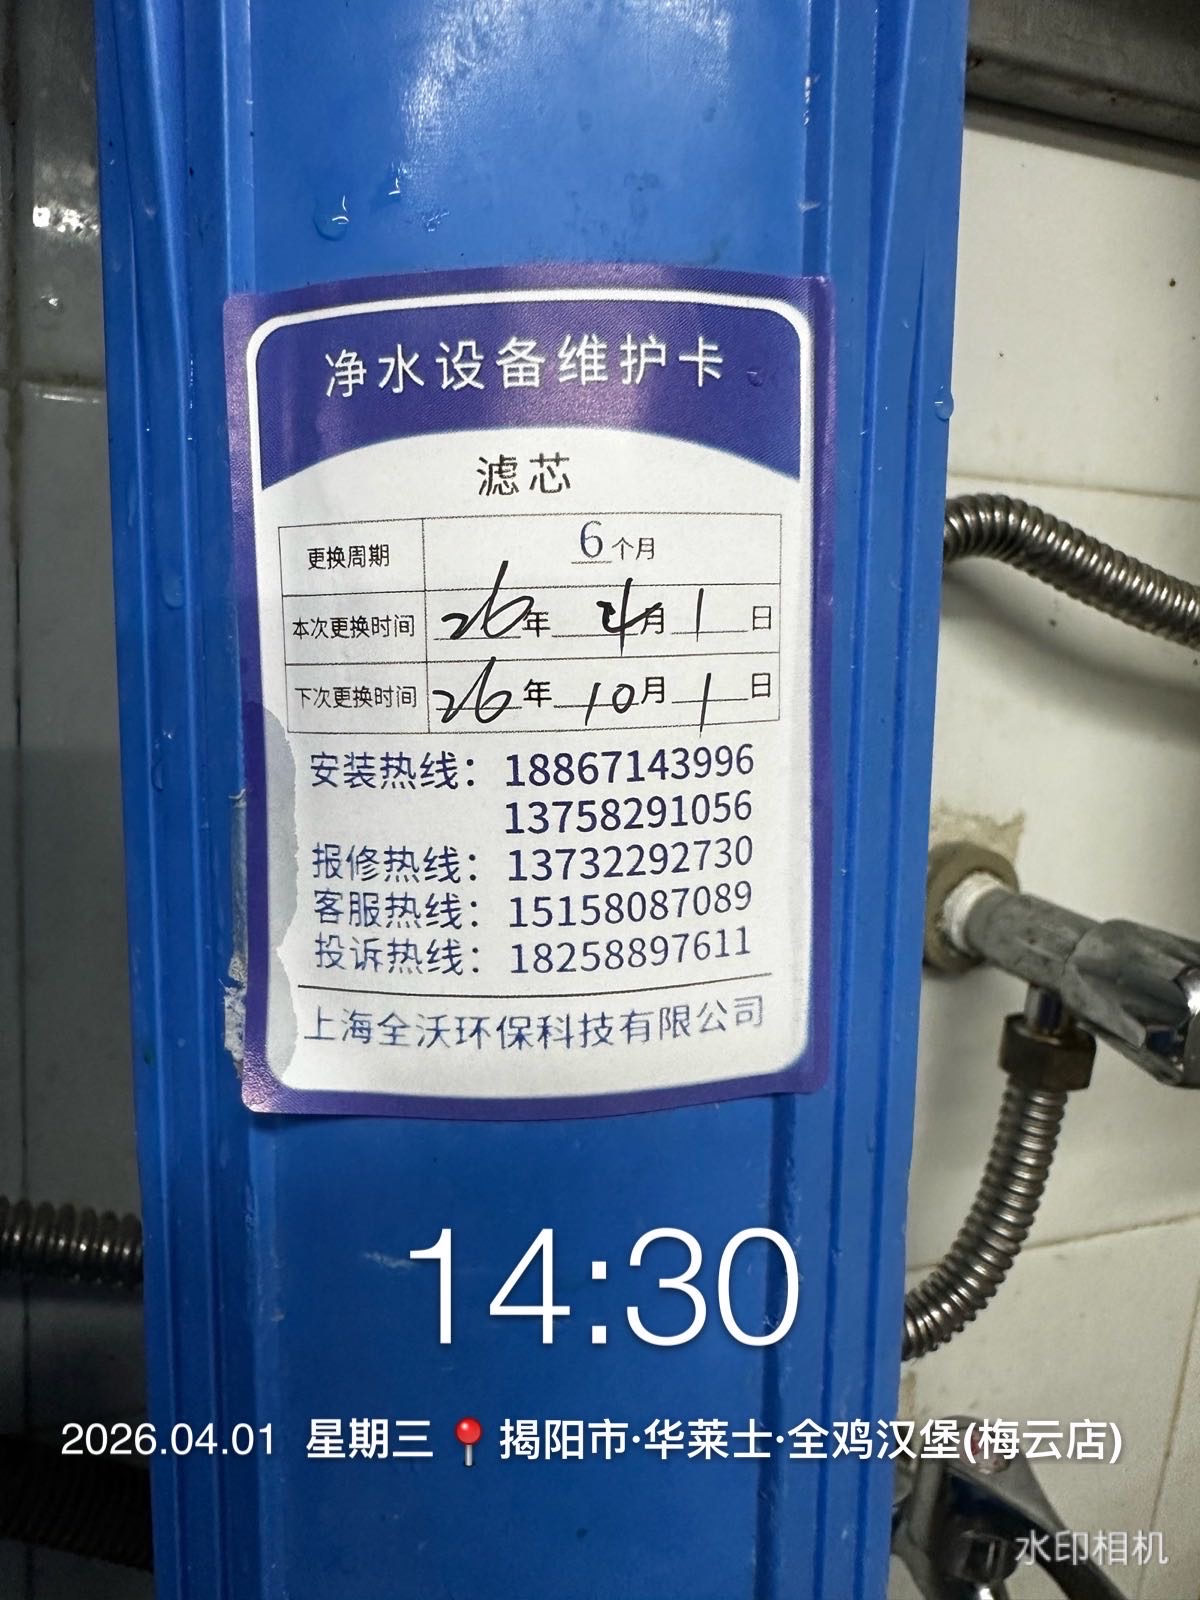 净水设备维护卡
滤芯
更换周期 6个月
本次更换时间 26年 4月 1日
下次更换时间 26年 10月 1日
安装热线：18867143996
13758291056
报修热线：13732292730
客服热线：15158087089
投诉热线：18258897611
上海全沃环保科技有限公司
14:30
2026.04.01 星期三 📍揭阳市·华莱士·全鸡汉堡(梅云店)
水印相机